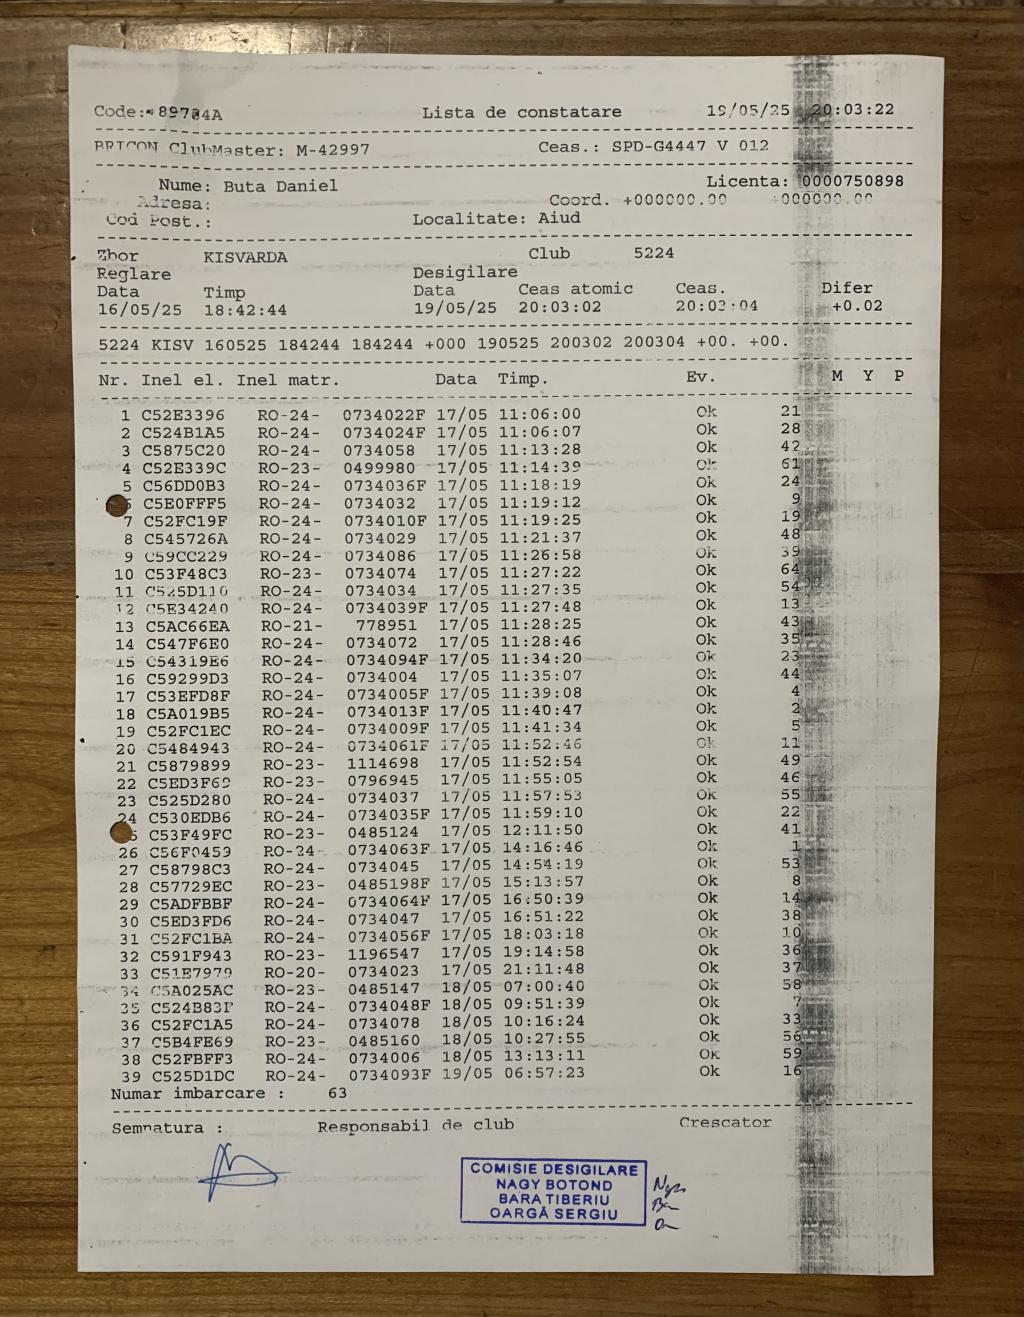 Code: 89784A Lista de constatare 19/05/25 20:03:22
BRICON ClubMaster: M-42997 Ceas.: SPD-G4447 V 012
Nume: Buta Daniel Licenta: 0000750898
Adresa: Coord. +000000.00 +000000.00
Cod Post.: Localitate: Aiud
Zbor KISVARDA Club 5224
Reglare Desigilare
Data Timp Data Ceas atomic Ceas. Difer
16/05/25 18:42:44 19/05/25 20:03:02 20:03:04 +0.02
5224 KISV 160525 184244 184244 +000 190525 200302 200304 +00. +00.
Nr. Inel el. Inel matr. Data Timp. Ev. M Y P
1 C52E3396 RO-24- 0734022F 17/05 11:06:00 Ok 21
2 C524B1A5 RO-24- 0734024F 17/05 11:06:07 Ok 28
3 C5875C20 RO-24- 0734058 17/05 11:13:28 Ok 42
4 C52E339C RO-23- 0499980 17/05 11:14:39 Ok 61
5 C56DD0B3 RO-24- 0734036F 17/05 11:18:19 Ok 24
C5E0FFF5 RO-24- 0734032 17/05 11:19:12 Ok 9
7 C52FC19F RO-24- 0734010F 17/05 11:19:25 Ok 19
8 C545726A RO-24- 0734029 17/05 11:21:37 Ok 48
9 C59CC229 RO-24- 0734086 17/05 11:26:58 Ok 39
10 C53F48C3 RO-23- 0734074 17/05 11:27:22 Ok 64
11 C525D110 RO-24- 0734034 17/05 11:27:35 Ok 54
12 C5E34240 RO-24- 0734039F 17/05 11:27:48 Ok 13
13 C5AC66EA RO-21- 778951 17/05 11:28:25 Ok 43
14 C547F6E0 RO-24- 0734072 17/05 11:28:46 Ok 35
15 C54319E6 RO-24- 0734094F 17/05 11:34:20 Ok 23
16 C59299D3 RO-24- 0734004 17/05 11:35:07 Ok 44
17 C53EFD8F RO-24- 0734005F 17/05 11:39:08 Ok 4
18 C5A019B5 RO-24- 0734013F 17/05 11:40:47 Ok 2
19 C52FC1EC RO-24- 0734009F 17/05 11:41:34 Ok 5
20 C5484943 RO-24- 0734061F 17/05 11:52:46 Ok 11
21 C5879899 RO-23- 1114698 17/05 11:52:54 Ok 49
22 C5ED3F69 RO-23- 0796945 17/05 11:55:05 Ok 46
23 C525D280 RO-24- 0734037 17/05 11:57:53 Ok 55
24 C530EDB6 RO-24- 0734035F 17/05 11:59:10 Ok 22
C53F49FC RO-23- 0485124 17/05 12:11:50 Ok 41
26 C56F0459 RO-24- 0734063F 17/05 14:16:46 Ok 1
27 C58798C3 RO-24- 0734045 17/05 14:54:19 Ok 53
28 C57729EC RO-23- 0485198F 17/05 15:13:57 Ok 8
29 C5ADFBBF RO-24- 0734064F 17/05 16:50:39 Ok 14
30 C5ED3FD6 RO-24- 0734047 17/05 16:51:22 Ok 38
31 C52FC1BA RO-24- 0734056F 17/05 18:03:18 Ok 10
32 C591F943 RO-23- 1196547 17/05 19:14:58 Ok 36
33 C51E7979 RO-20- 0734023 17/05 21:11:48 Ok 37
34 C5A025AC RO-23- 0485147 18/05 07:00:40 Ok 58
35 RO-24- 0734048F 18/05 09:51:39 Ok 7
36 C52FC1A5 RO-24- 0734078 18/05 10:16:24 Ok 33
37 C5B4FE69 RO-23- 0485160 18/05 10:27:55 Ok 56
38 C52FBFF3 RO-24- 0734006 18/05 13:13:11 Ok 59
39 C525D1DC RO-24- 0734093F 19/05 06:57:23 Ok 16
Numar imbarcare : 63
Semnatura : Responsabil de club Crescator
COMISIE DESIGILARE
NAGY BOTOND
BARA TIBERIU
OARGĂ SERGIU